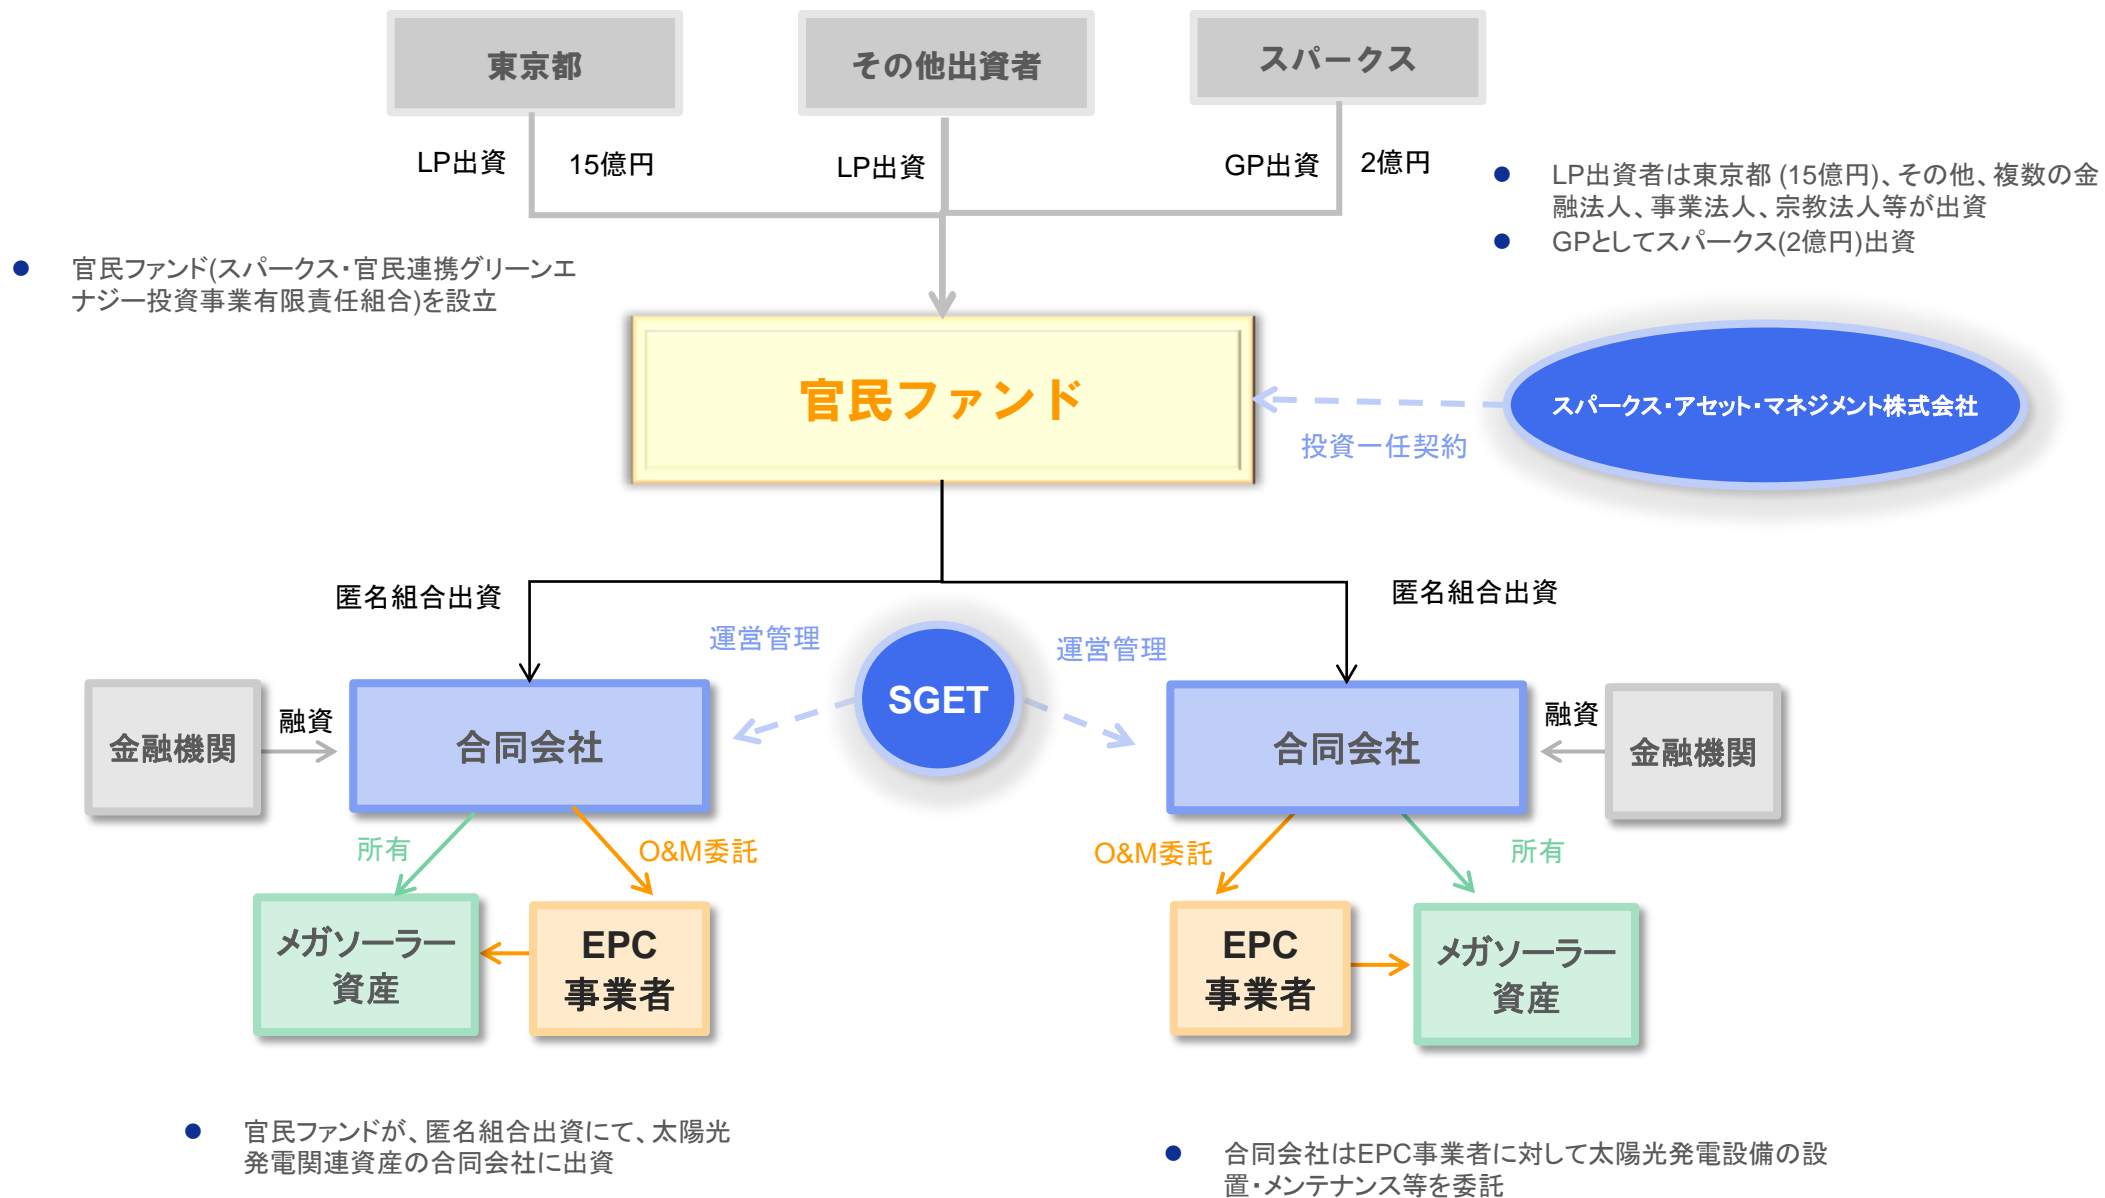 東京都
その他出資者
スパークス
LP出資
15億円
LP出資
GP出資
2億円
● LP出資者は東京都 (15億円)、その他、複数の金
融法人、事業法人、宗教法人等が出資
● GPとしてスパークス(2億円)出資
● 官民ファンド(スパークス・官民連携グリーンエ
ナジー投資事業有限責任組合)を設立
官民ファンド
スパークス・アセット・マネジメント株式会社
投資一任契約
匿名組合出資
匿名組合出資
運営管理
SGET
運営管理
金融機関
融資
合同会社
合同会社
融資
金融機関
所有
O&M委託
O&M委託
所有
メガソーラー
資産
EPC
事業者
EPC
事業者
メガソーラー
資産
● 官民ファンドが、匿名組合出資にて、太陽光
発電関連資産の合同会社に出資
● 合同会社はEPC事業者に対して太陽光発電設備の設
置・メンテナンス等を委託